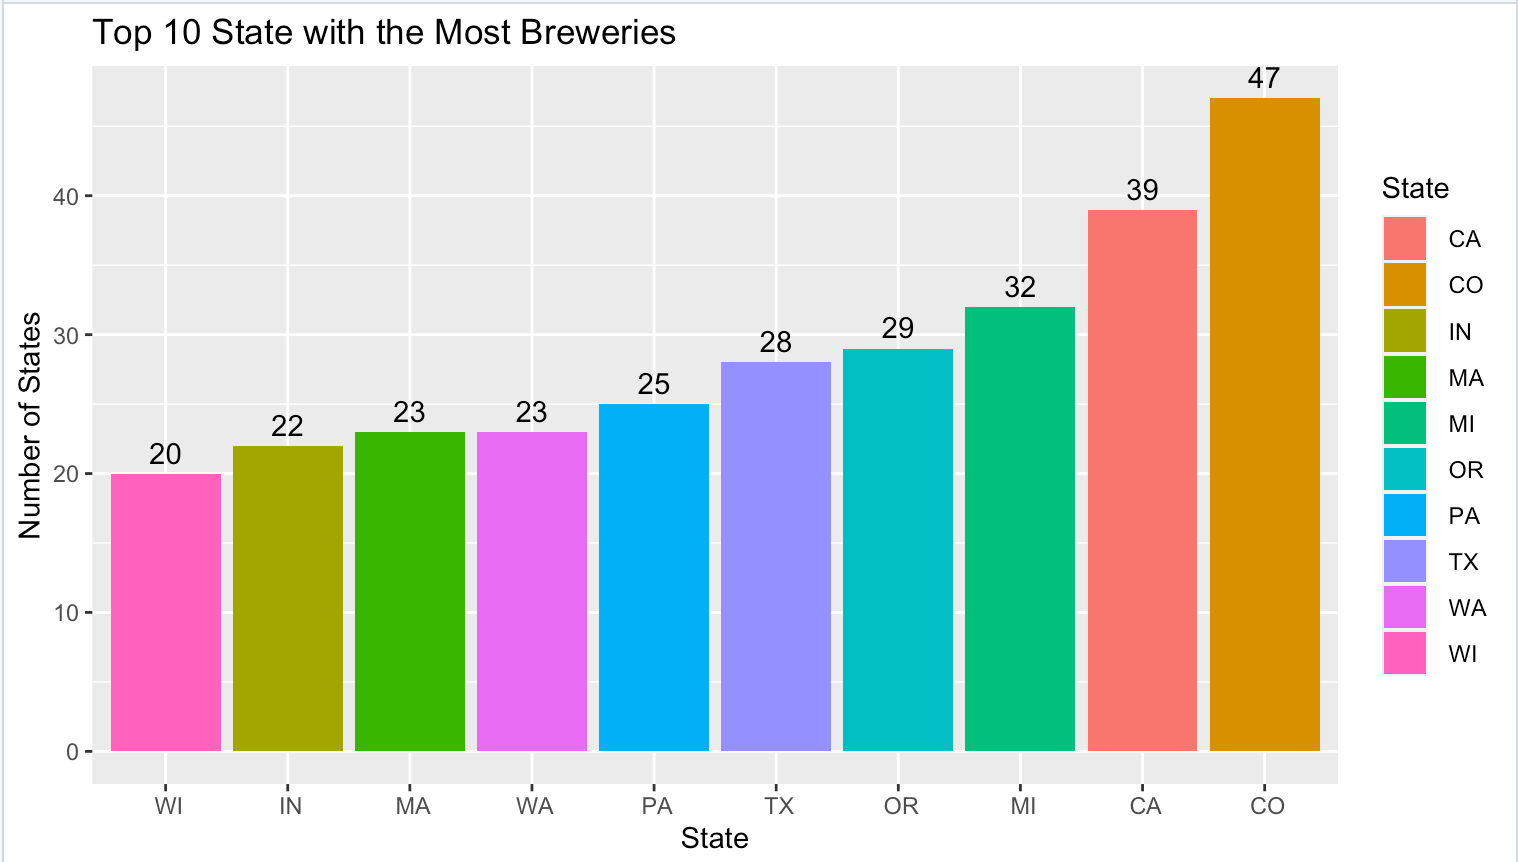 Top 10 State with the Most Breweries
Number of States
40
30
20
10
0
20
22
23
23
25
28
29
32
39
47
WI
IN
MA
WA
PA
TX
OR
MI
CA
CO
State
State
CA
CO
IN
MA
MI
OR
PA
TX
WA
WI